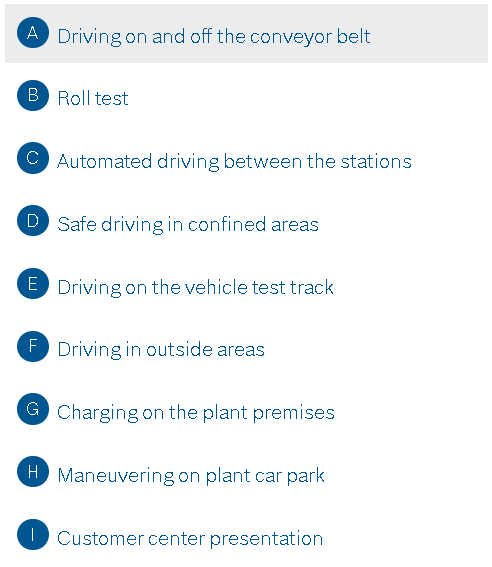 A Driving on and off the conveyor belt
B Roll test
C Automated driving between the stations
D Safe driving in confined areas
E Driving on the vehicle test track
F Driving in outside areas
G Charging on the plant premises
H Maneuvering on plant car park
I Customer center presentation